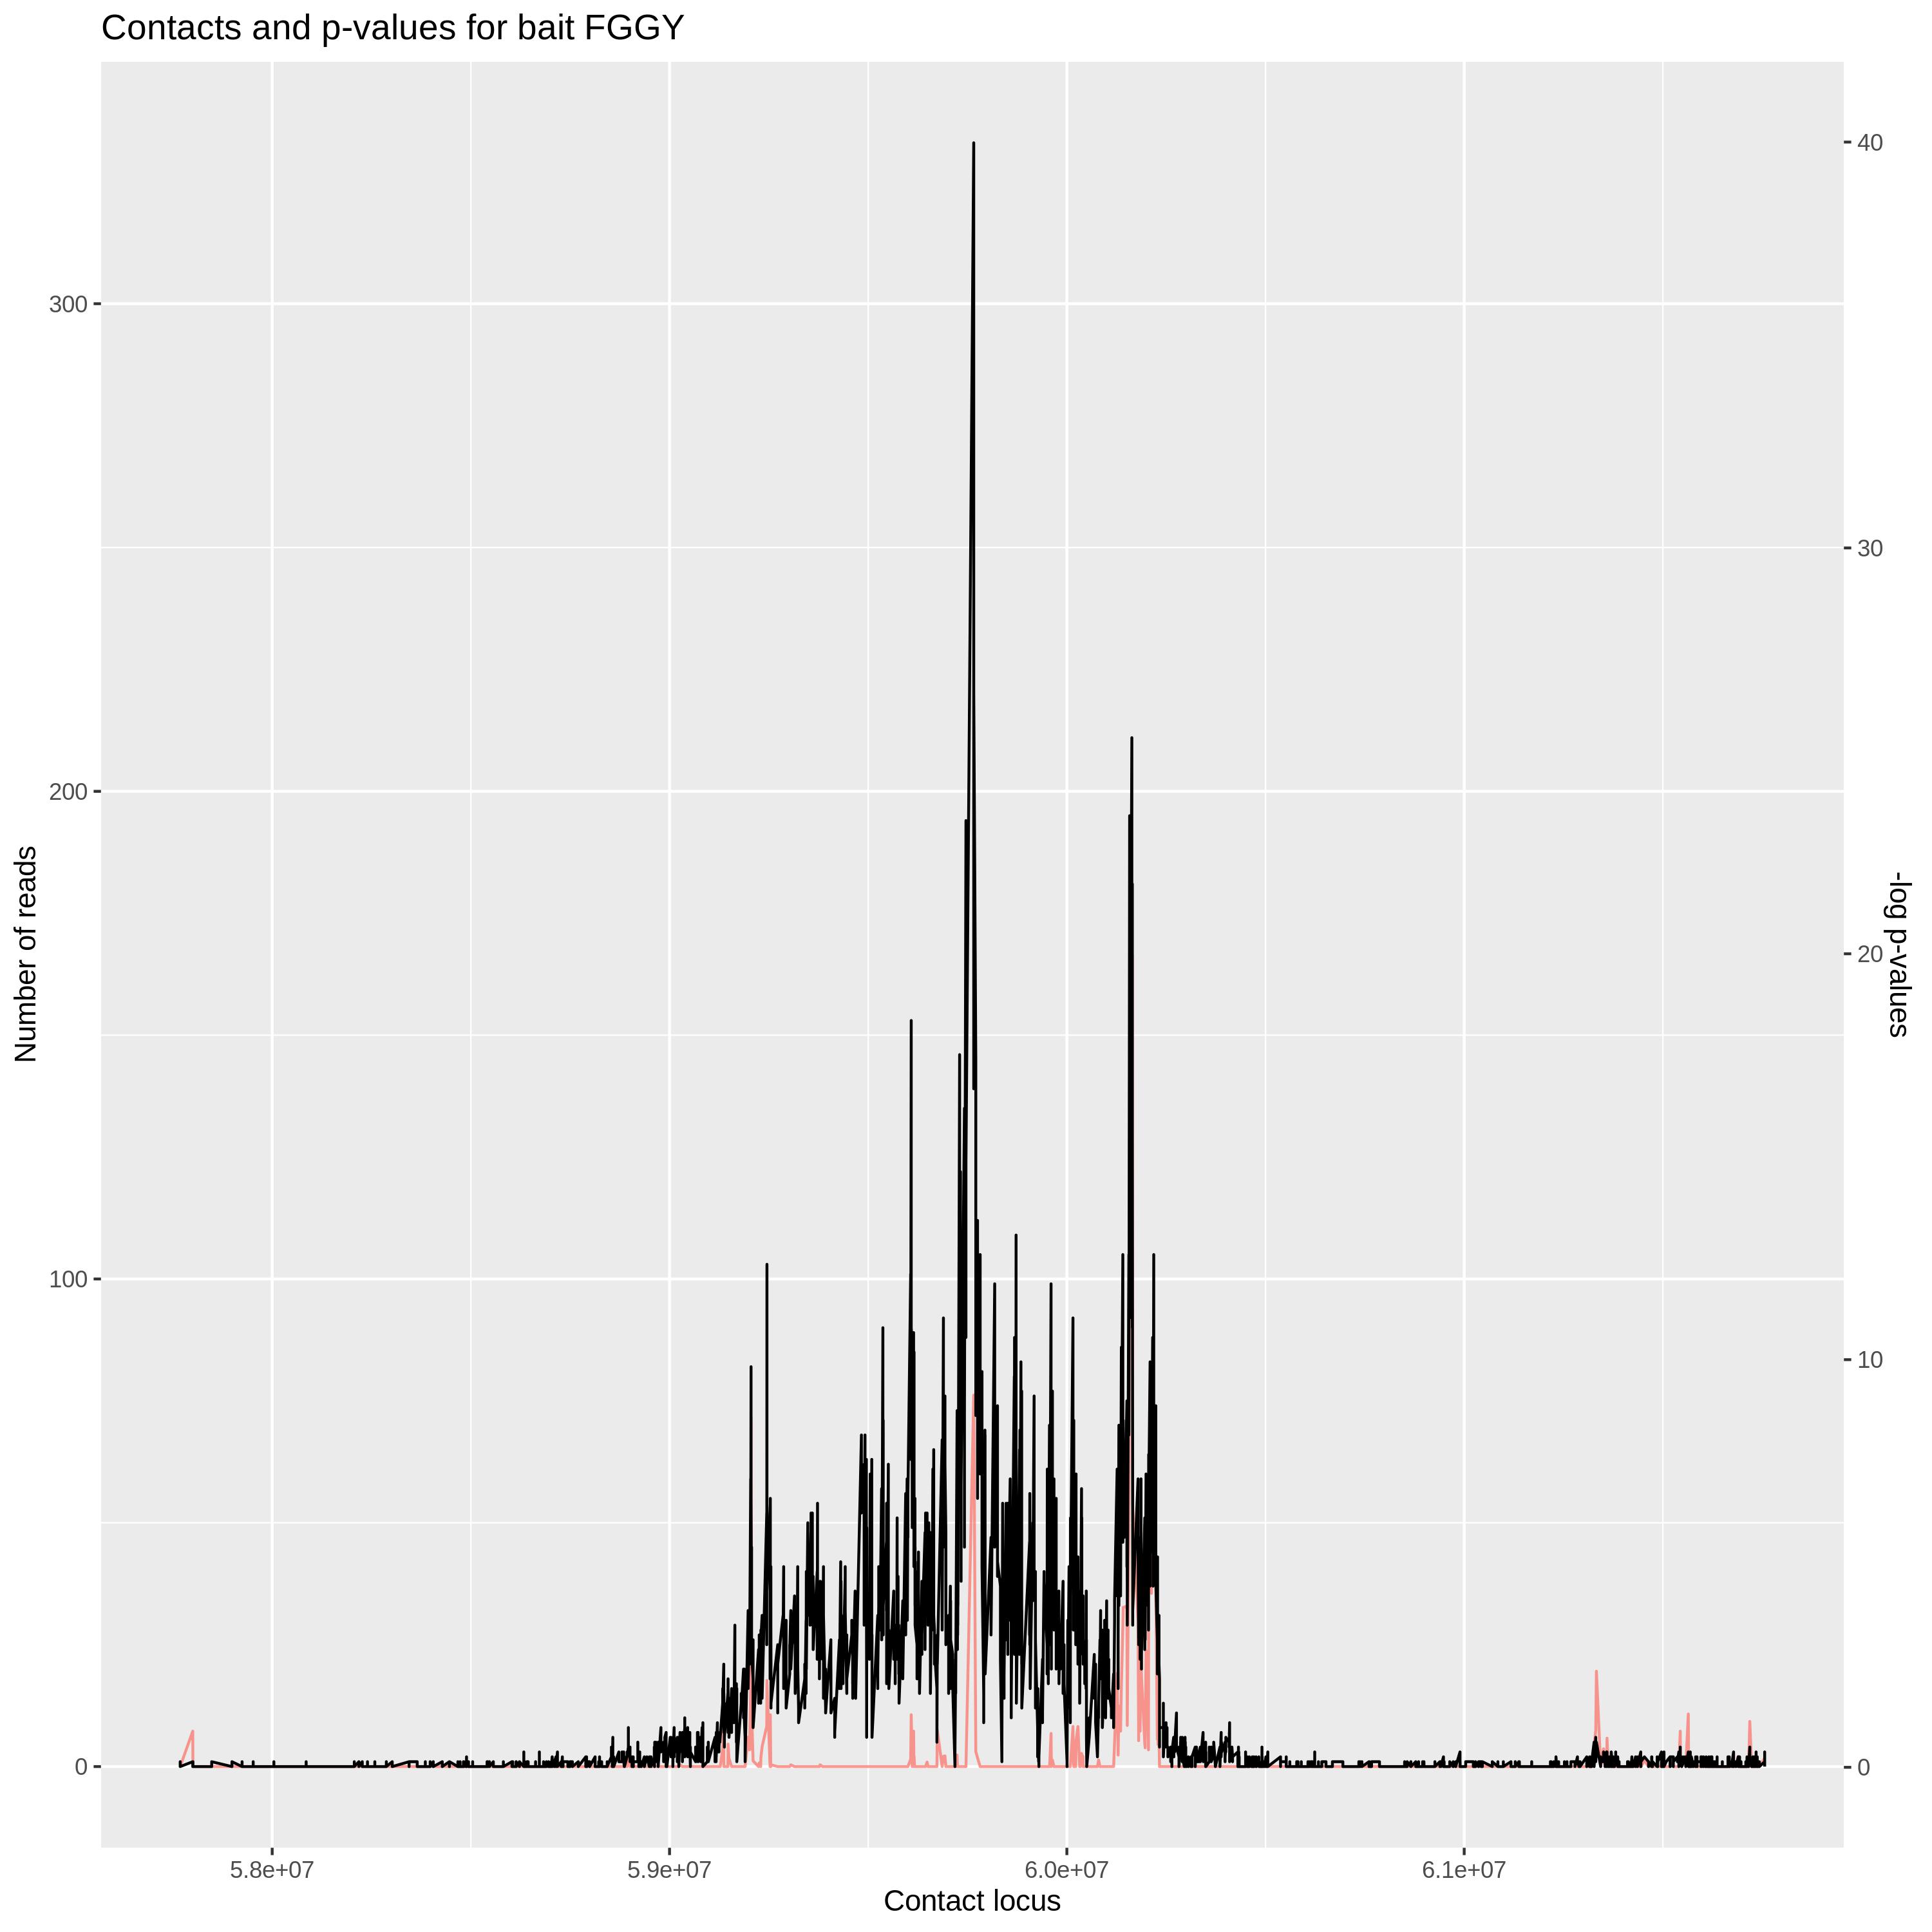 Contacts and p-values for bait FGGY
Number of reads
300
200
100
0
40
30
20
10
0
-log p-values
5.8e+07
5.9e+07
6.0e+07
6.1e+07
Contact locus